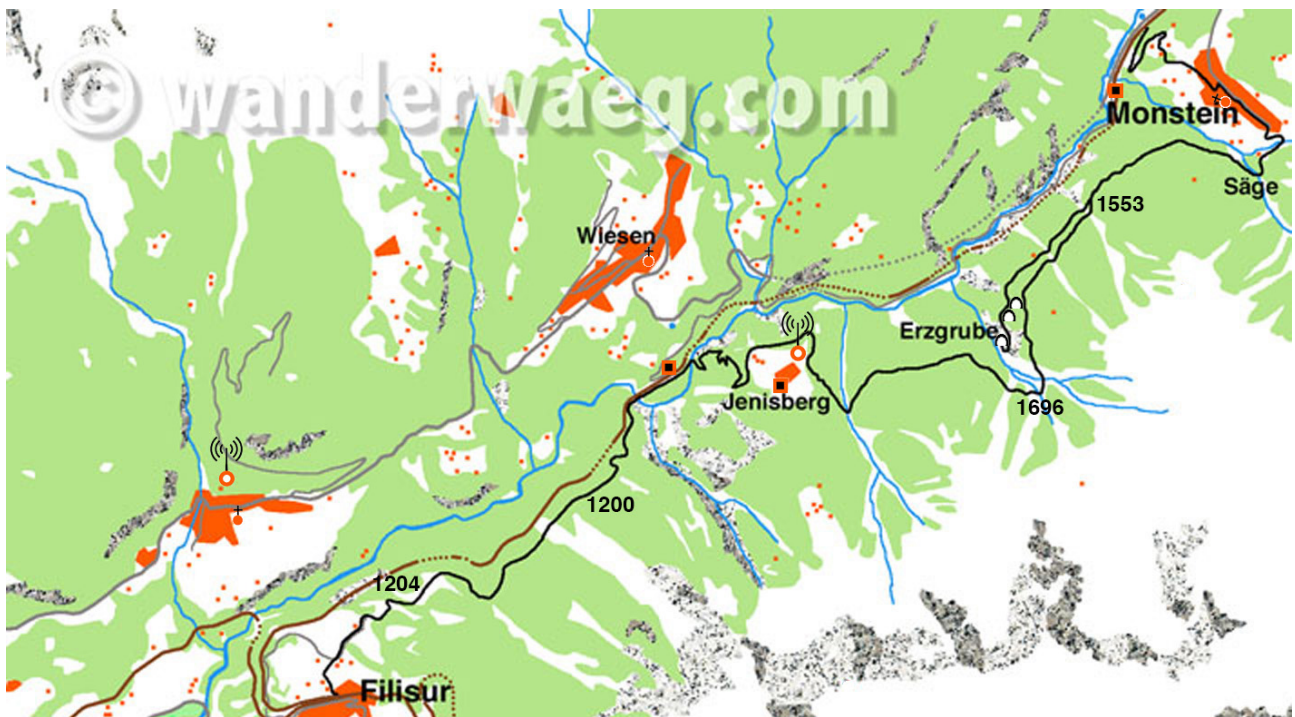 © wanderwaeg.com
Monstein
Säge
1553
Wiesen
Erzgrube
Jenisberg
1696
1200
1204
Filisur